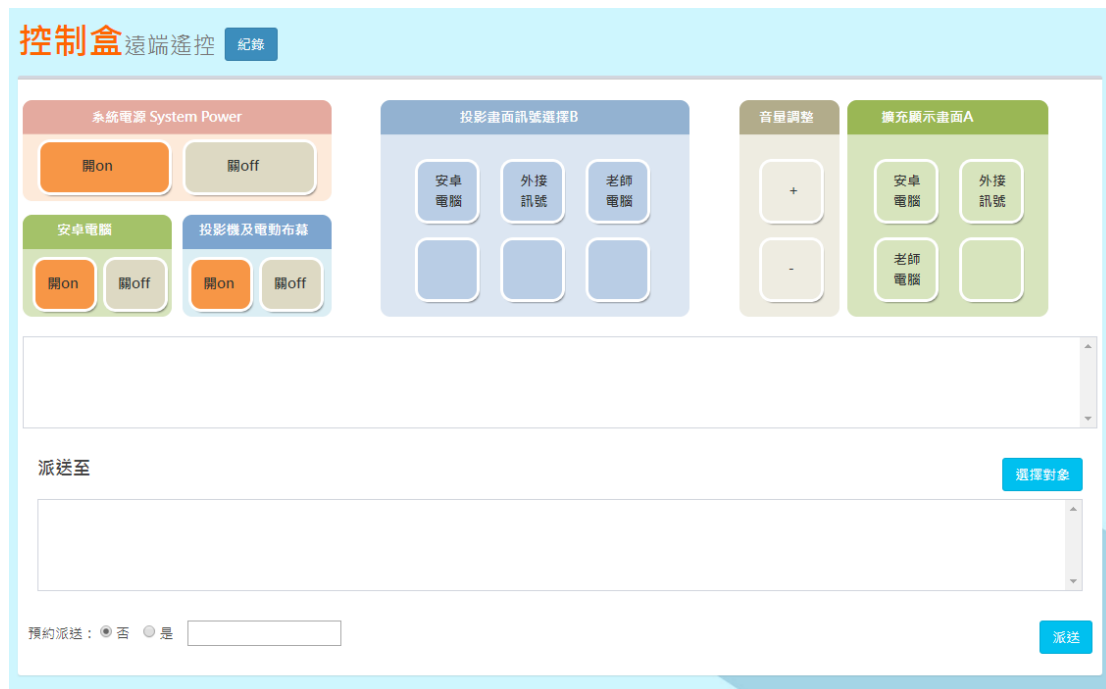 控制盒遠端遙控 紀錄
系統電源 System Power
開on 關off
安卓電腦
開on 關off
投影機及電動布幕
開on 關off
投影畫面訊號選擇B
安卓
電腦
外接
訊號
老師
電腦
音量調整
+
-
擴充顯示畫面A
安卓
電腦
外接
訊號
老師
電腦
派送至
選擇對象
預約派送： 否 是
派送